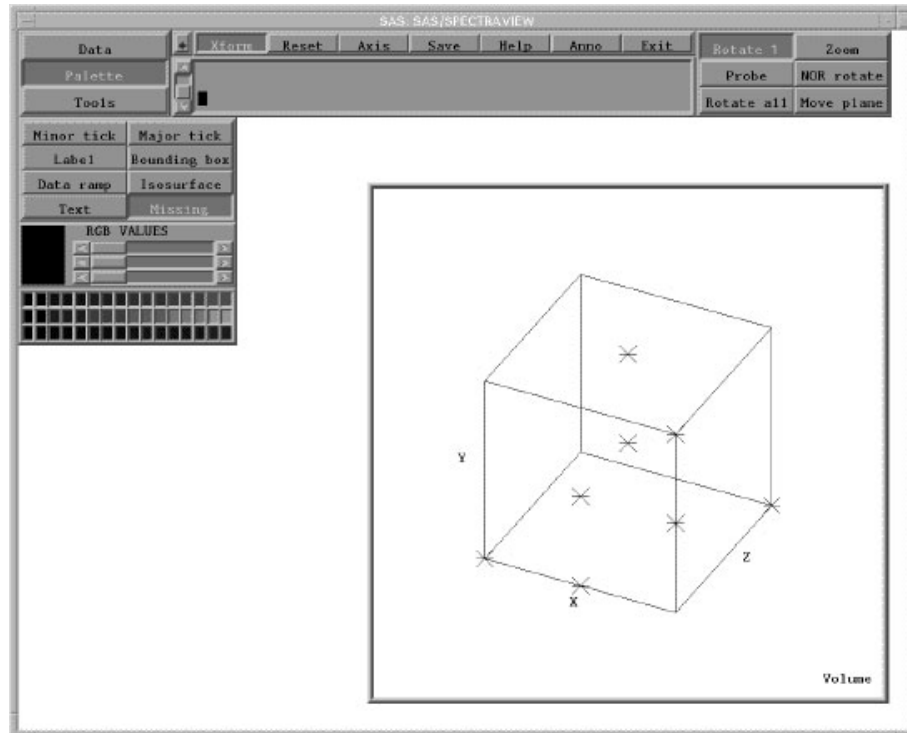 SAS: SAS/SPECTRAVIEW
Data
Xform Reset Axis Save Help Anno Exit
Rotate 1 Zoom
Palette
Probe NOR rotate
Tools
Rotate all Move plane
Minor tick Major tick
Label Bounding box
Data ramp Isosurface
Text Missing
RGB VALUES
Y
Z
X
Volume